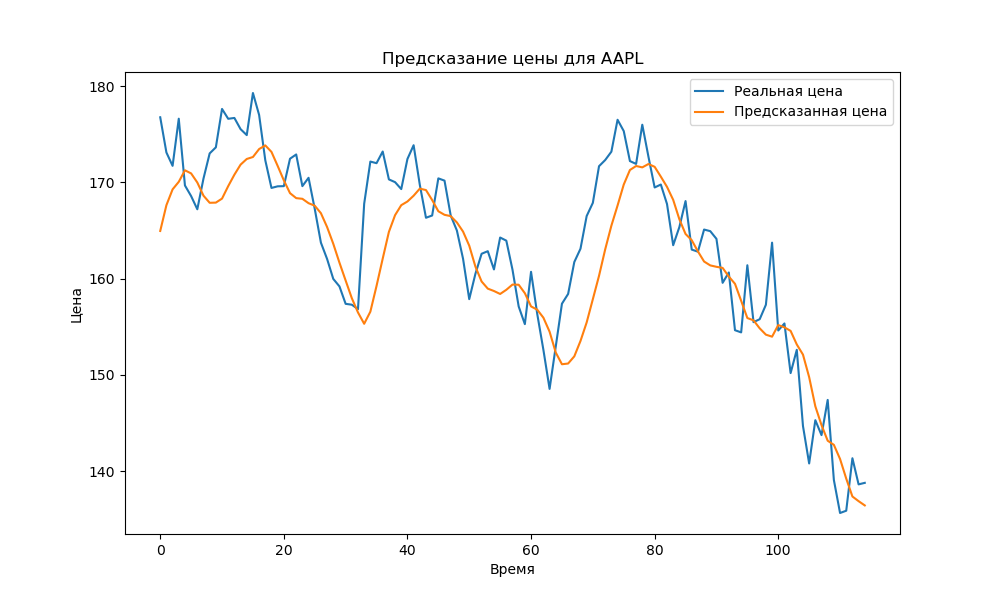 Предсказание цены для AAPL
Реальная цена
Предсказанная цена
Цена
180
170
160
150
140
0 20 40 60 80 100
Время